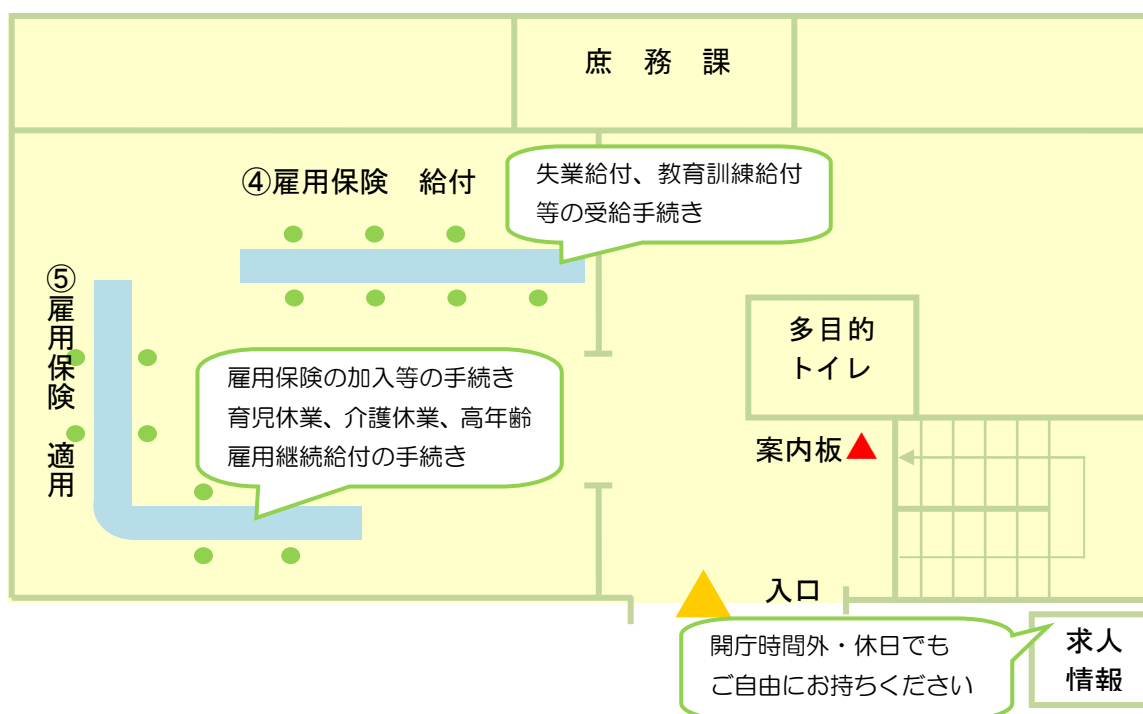 庶　務　課
④雇用保険　給付
失業給付、教育訓練給付
等の受給手続き
⑤雇用保険　適用
雇用保険の加入等の手続き
育児休業、介護休業、高年齢
雇用継続給付の手続き
多目的
トイレ
案内板
入口
開庁時間外・休日でも
ご自由にお持ちください
求人
情報